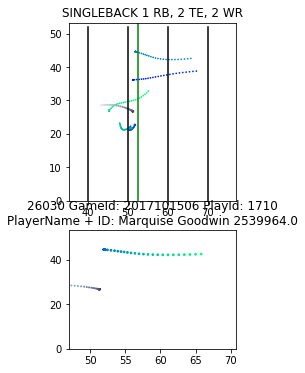 SINGLEBACK 1 RB, 2 TE, 2 WR
50
40
30
20
10
0
40 50 60 70
26030 GameId: 2017101506 PlayId: 1710
PlayerName + ID: Marquise Goodwin 2539964.0
40
20
0
50 55 60 65 70